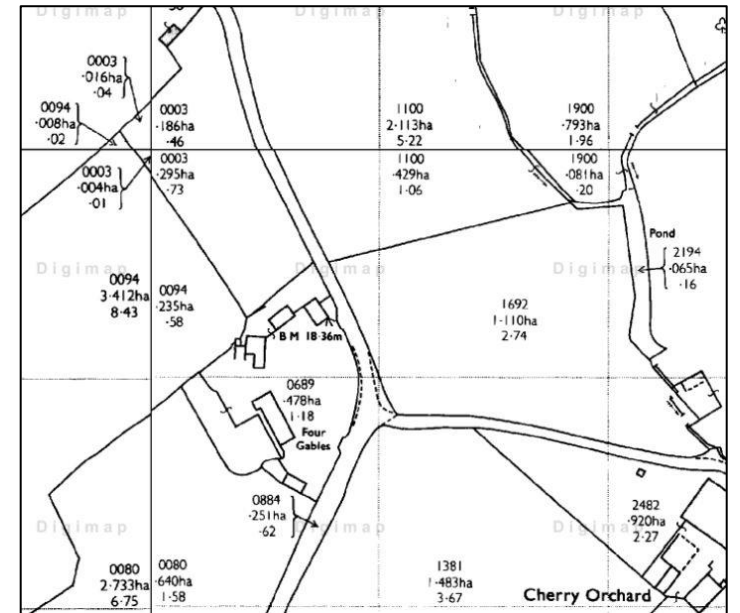 Digimap
Digimap
Digimap
0003
·016ha
·04
0094
·008ha
·02
0003
·186ha
·46
1100
2·113ha
5·22
1900
·793ha
1·96
0003
·004ha
·01
0003
·295ha
·73
1100
·429ha
1·06
1900
·081ha
·20
Pond
2194
·065ha
·16
Digimap
Digimap
Digimap
0094
3·412ha
8·43
0094
·235ha
·58
1692
1·110ha
2·74
B M 18·36m
0689
·478ha
1·18
Four
Gables
0884
·251ha
·62
2482
·920ha
2·27
Digimap
Digimap
Digimap
0080
2·733ha
6·75
0080
·640ha
1·58
1381
1·483ha
3·67
Cherry Orchard